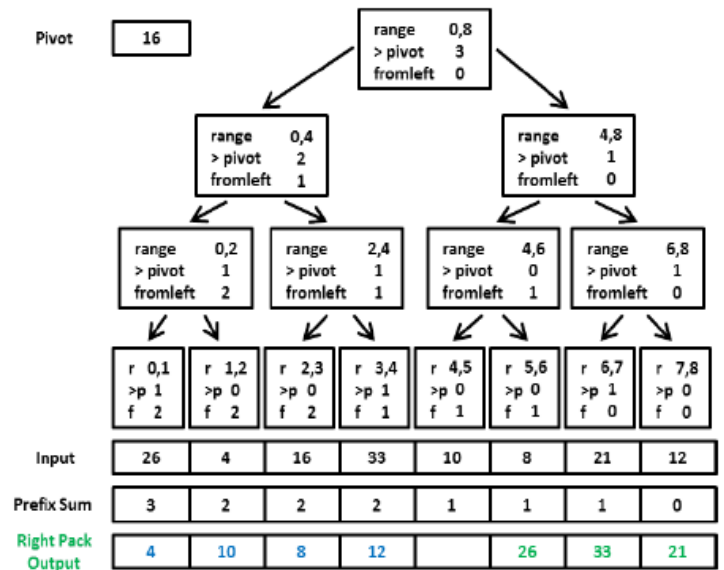 Pivot 16
range 0,8
> pivot 3
fromleft 0
range 0,4
> pivot 2
fromleft 1
range 4,8
> pivot 1
fromleft 0
range 0,2
> pivot 1
fromleft 2
range 2,4
> pivot 1
fromleft 1
range 4,6
> pivot 0
fromleft 1
range 6,8
> pivot 1
fromleft 0
r 0,1
>p 1
f 2
r 1,2
>p 0
f 2
r 2,3
>p 0
f 2
r 3,4
>p 1
f 1
r 4,5
>p 0
f 1
r 5,6
>p 0
f 1
r 6,7
>p 1
f 0
r 7,8
>p 0
f 0
Input 26 4 16 33 10 8 21 12
Prefix Sum 3 2 2 2 1 1 1 0
Right Pack
Output 4 10 8 12 26 33 21